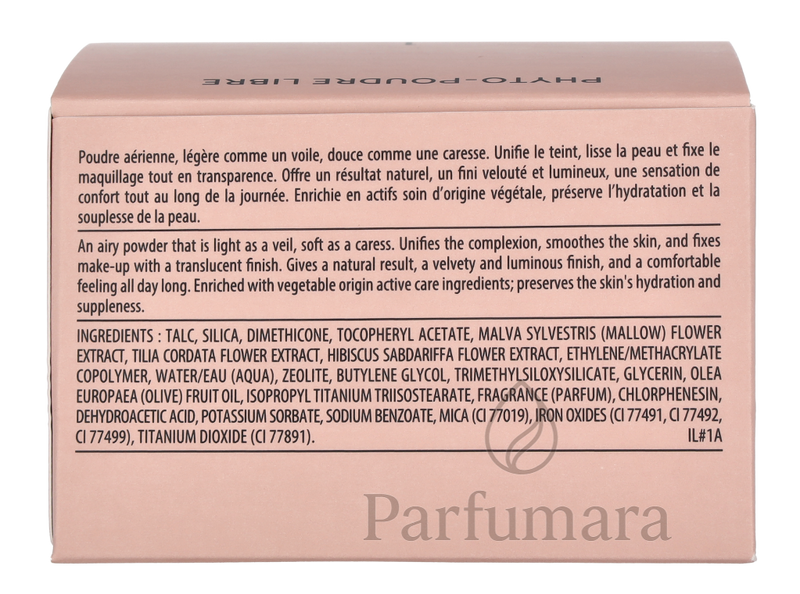 PHYTO-POUDRE LIBRE
Poudre aérienne, légère comme un voile, douce comme une caresse. Unifie le teint, lisse la peau et fixe le
maquillage tout en transparence. Offre un résultat naturel, un fini velouté et lumineux, une sensation de
confort tout au long de la journée. Enrichie en actifs soin d'origine végétale, préserve l'hydratation et la
souplesse de la peau.
An airy powder that is light as a veil, soft as a caress. Unifies the complexion, smoothes the skin, and fixes
make-up with a translucent finish. Gives a natural result, a velvety and luminous finish, and a comfortable
feeling all day long. Enriched with vegetable origin active care ingredients; preserves the skin's hydration and
suppleness.
INGREDIENTS : TALC, SILICA, DIMETHICONE, TOCOPHERYL ACETATE, MALVA SYLVESTRIS (MALLOW) FLOWER
EXTRACT, TILIA CORDATA FLOWER EXTRACT, HIBISCUS SABDARIFFA FLOWER EXTRACT, ETHYLENE/METHACRYLATE
COPOLYMER, WATER/EAU (AQUA), ZEOLITE, BUTYLENE GLYCOL, TRIMETHYLSILOXYSILICATE, GLYCERIN, OLEA
EUROPAEA (OLIVE) FRUIT OIL, ISOPROPYL TITANIUM TRIISOSTEARATE, FRAGRANCE (PARFUM), CHLORPHENESIN,
DEHYDROACETIC ACID, POTASSIUM SORBATE, SODIUM BENZOATE, MICA (CI 77019), IRON OXIDES (CI 77491, CI 77492,
CI 77499), TITANIUM DIOXIDE (CI 77891). IL#1A
Parfumara